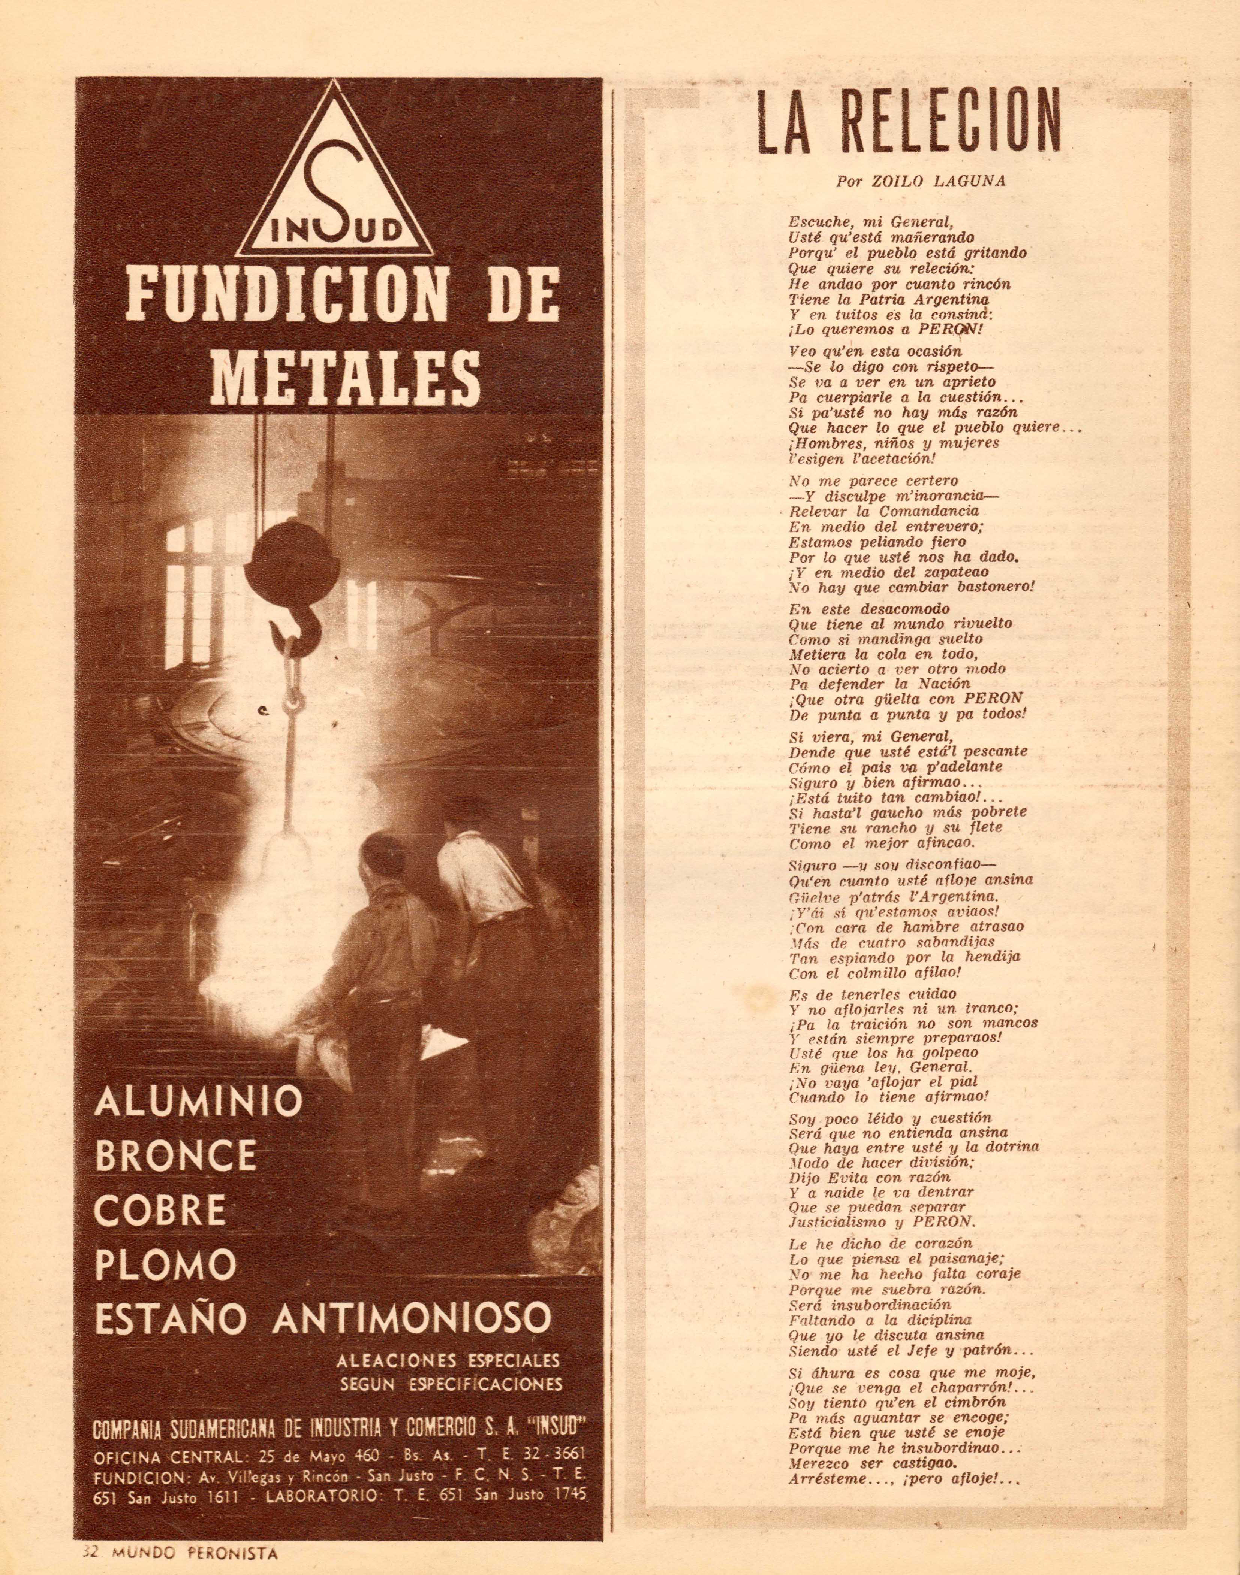 INSUD
FUNDICION DE
METALES
ALUMINIO
BRONCE
COBRE
PLOMO
ESTAÑO ANTIMONIOSO
ALEACIONES ESPECIALES
SEGUN ESPECIFICACIONES
COMPAÑIA SUDAMERICANA DE INDUSTRIA Y COMERCIO S. A. "INSUD"
OFICINA CENTRAL: 25 de Mayo 460 - Bs. As. - T. E. 32-3661
FUNDICION: Av. Villegas y Rincón - San Justo - F. C. N. S. - T. E.
651 San Justo 1611 - LABORATORIO: T. E. 651 San Justo 1745
32 MUNDO PERONISTA
LA RELECION
Por ZOILO LAGUNA
Escuche, mi General,
Usté qu'está mañerando
Porqu' el pueblo está gritando
Que quiere su releción:
He andao por cuanto rincón
Tiene la Patria Argentina
Y en tuitos es la consina:
¡Lo queremos a PERON!
Veo qu'en esta ocasión
—Se lo digo con rispeto—
Se va a ver en un aprieto
Pa cuerpiarle a la cuestión...
Si pa'usté no hay más razón
Que hacer lo que el pueblo quiere...
¡Hombres, niños y mujeres
l'esigen l'acetación!
No me parece certero
—Y disculpe m'inorancia—
Relevar la Comandancia
En medio del entrevero;
Estamos peliando fiero
Por lo que usté nos ha dado.
¡Y en medio del zapateao
No hay que cambiar bastonero!
En este desacomodo
Que tiene al mundo rivuelto
Como si mandinga suelto
Metiera la cola en todo,
No acierto a ver otro modo
Pa defender la Nación
¡Que otra güelta con PERON
De punta a punta y pa todos!
Si viera, mi General,
Dende que usté está'l pescante
Cómo el pais va p'adelante
Siguro y bien afirmao...
¡Está tuito tan cambiao!...
Si hasta'l gaucho más pobrete
Tiene su rancho y su flete
Como el mejor afincao.
Siguro —y soy disconfiao—
Qu'en cuanto usté afloje ansina
Güelve p'atrás l'Argentina.
¡Y'ái sí qu'estamos aviaos!
¡Con cara de hambre atrasao
Más de cuatro sabandijas
Tan espiando por la hendija
Con el colmillo afilao!
Es de tenerles cuidao
Y no aflojarles ni un tranco;
¡Pa la traición no son mancos
Y están siempre preparaos!
Usté que los ha golpeao
En güena ley, General.
¡No vaya 'aflojar el pial
Cuando lo tiene afirmao!
Soy poco léido y cuestión
Será que no entienda ansina
Que haya entre usté y la dotrina
Modo de hacer división;
Dijo Evita con razón
Y a naide le va dentrar
Que se puedan separar
Justicialismo y PERON.
Le he dicho de corazón
Lo que piensa el paisanaje;
No me ha hecho falta coraje
Porque me suebra razón.
Será insubordinación
Faltando a la diciplina
Que yo le discuta ansina
Siendo usté el Jefe y patrón...
Si áhura es cosa que me moje,
¡Que se venga el chaparrón!...
Soy tiento qu'en el cimbrón
Pa más aguantar se encoge;
Está bien que usté se enoje
Porque me he insubordinao...
Merezco ser castigao.
Arrésteme..., ¡pero afloje!...